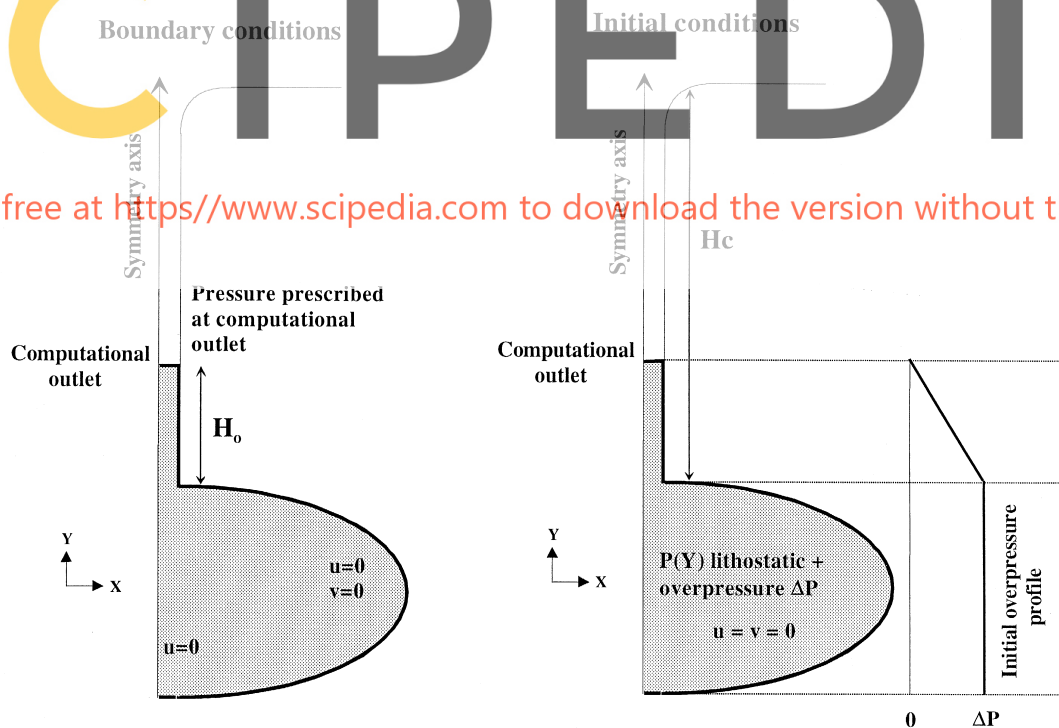 CIPEDI
Boundary conditions
Initial conditions
Symmetry axis
Symmetry axis
free at https//www.scipedia.com to download the version without
Hc
Pressure prescribed
at computational
outlet
Computational
outlet
Computational
outlet
Ho
Y
X
u=0
v=0
u=0
Y
X
P(Y) lithostatic +
overpressure ΔP
u = v = 0
Initial overpressure
profile
0
ΔP